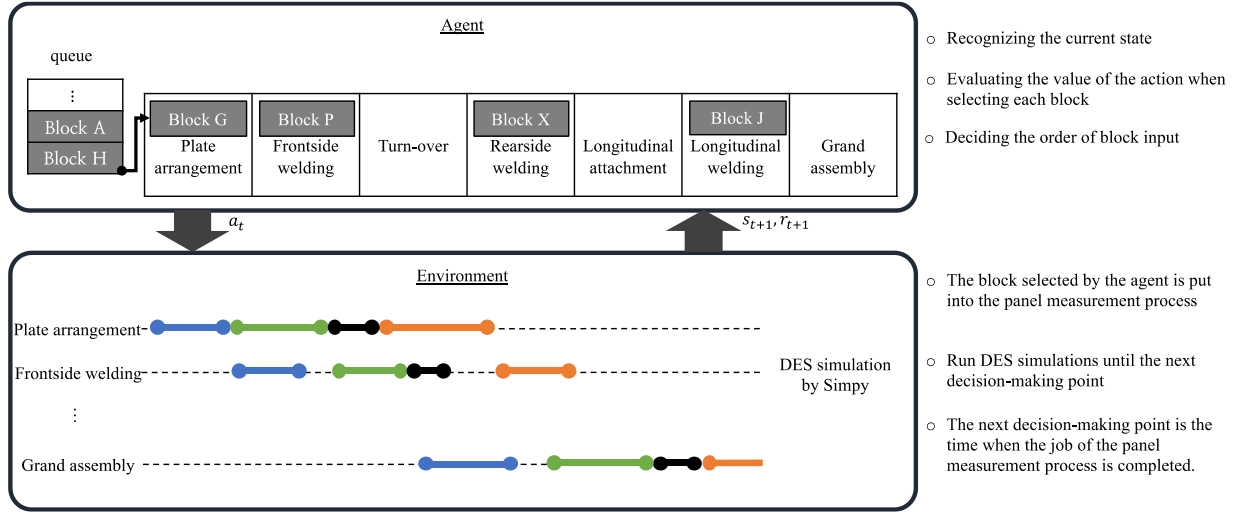 Agent
queue
⋮
Block A
Block H
Block G
Plate
arrangement
Block P
Frontside
welding
Turn-over
Block X
Rearside
welding
Longitudinal
attachment
Block J
Longitudinal
welding
Grand
assembly
○ Recognizing the current state
○ Evaluating the value of the action when
selecting each block
○ Deciding the order of block input
a_t
s_{t+1}, r_{t+1}
Environment
Plate arrangement
Frontside welding
⋮
Grand assembly
DES simulation
by Simpy
○ The block selected by the agent is put
into the panel measurement process
○ Run DES simulations until the next
decision-making point
○ The next decision-making point is the
time when the job of the panel
measurement process is completed.